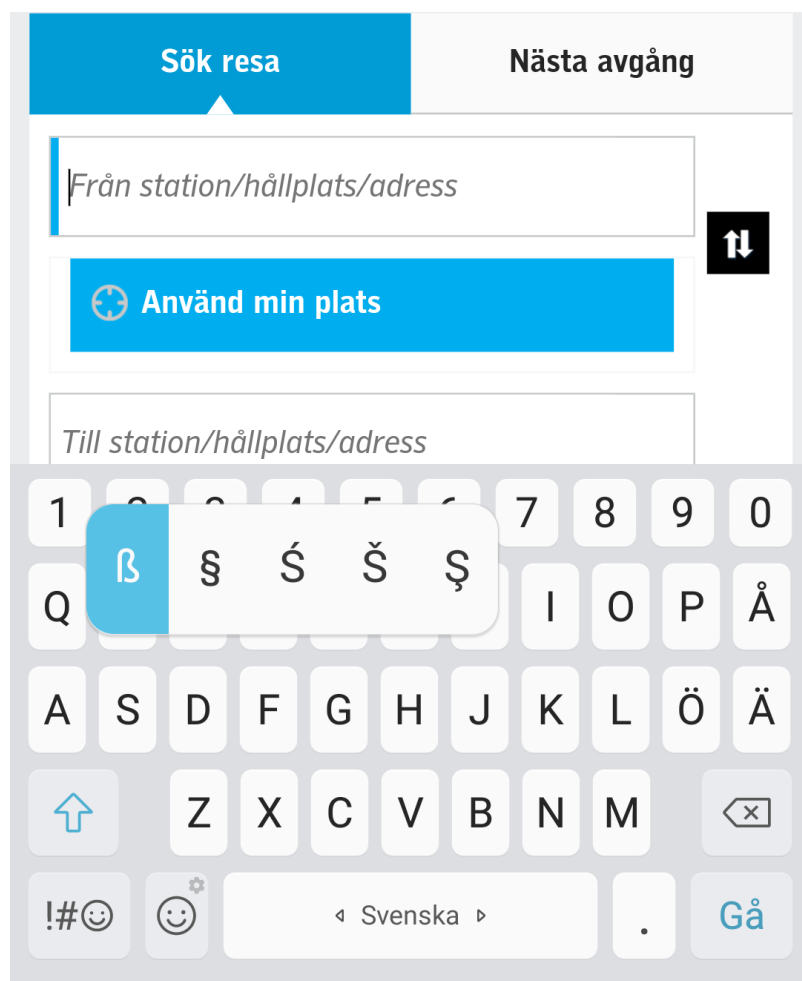 Sök resa Nästa avgång
Från station/hållplats/adress
Använd min plats
Till station/hållplats/adress
1 7 8 9 0
ß § Ś Š Ş
Q I O P Å
A S D F G H J K L Ö Ä
Z X C V B N M
!#☺ Svenska . Gå